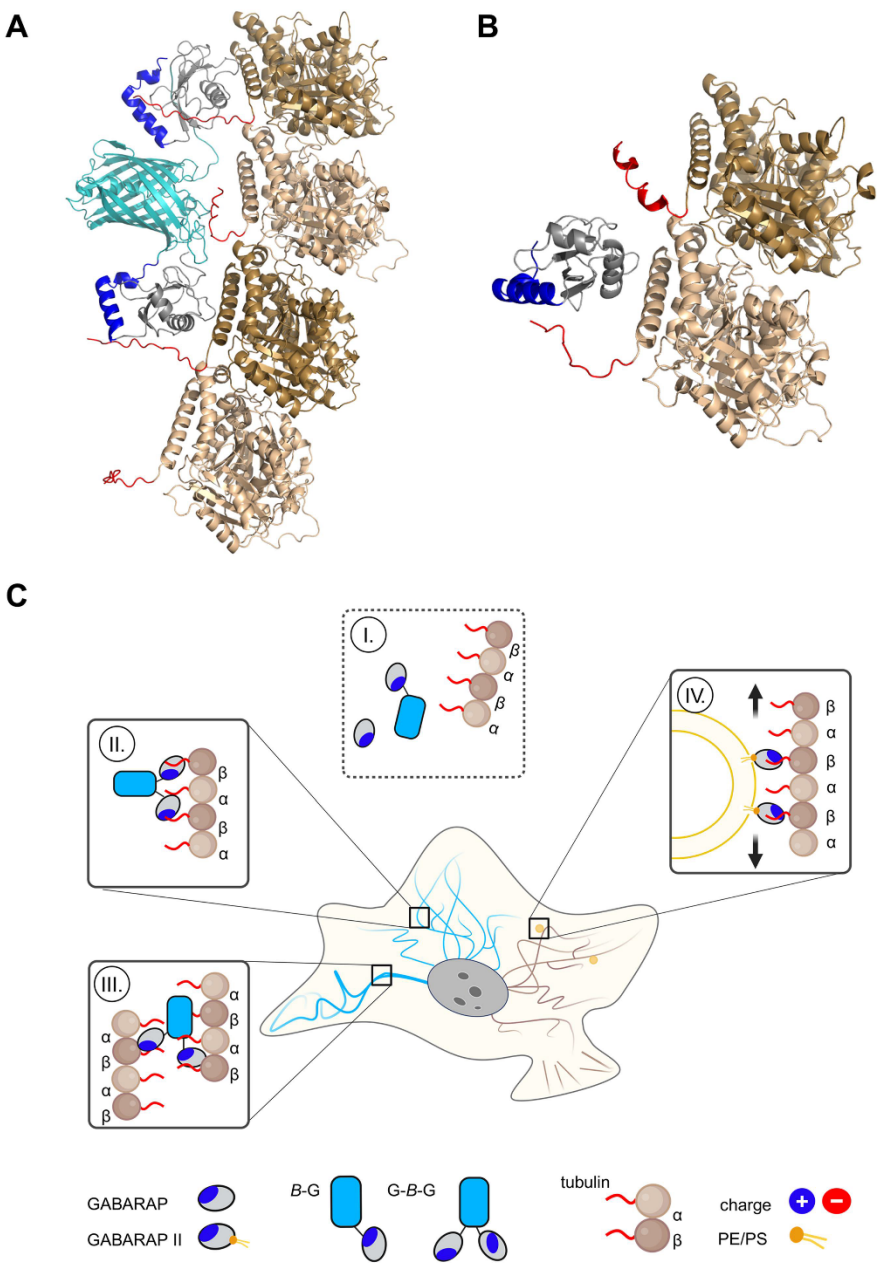 A
B
C
I.
β
α
β
α
II.
β
α
β
α
III.
α
β
α
β
α
β
α
β
IV.
β
α
β
α
β
α
GABARAP
GABARAP II
B-G
G-B-G
tubulin
α
β
charge
+
−
PE/PS